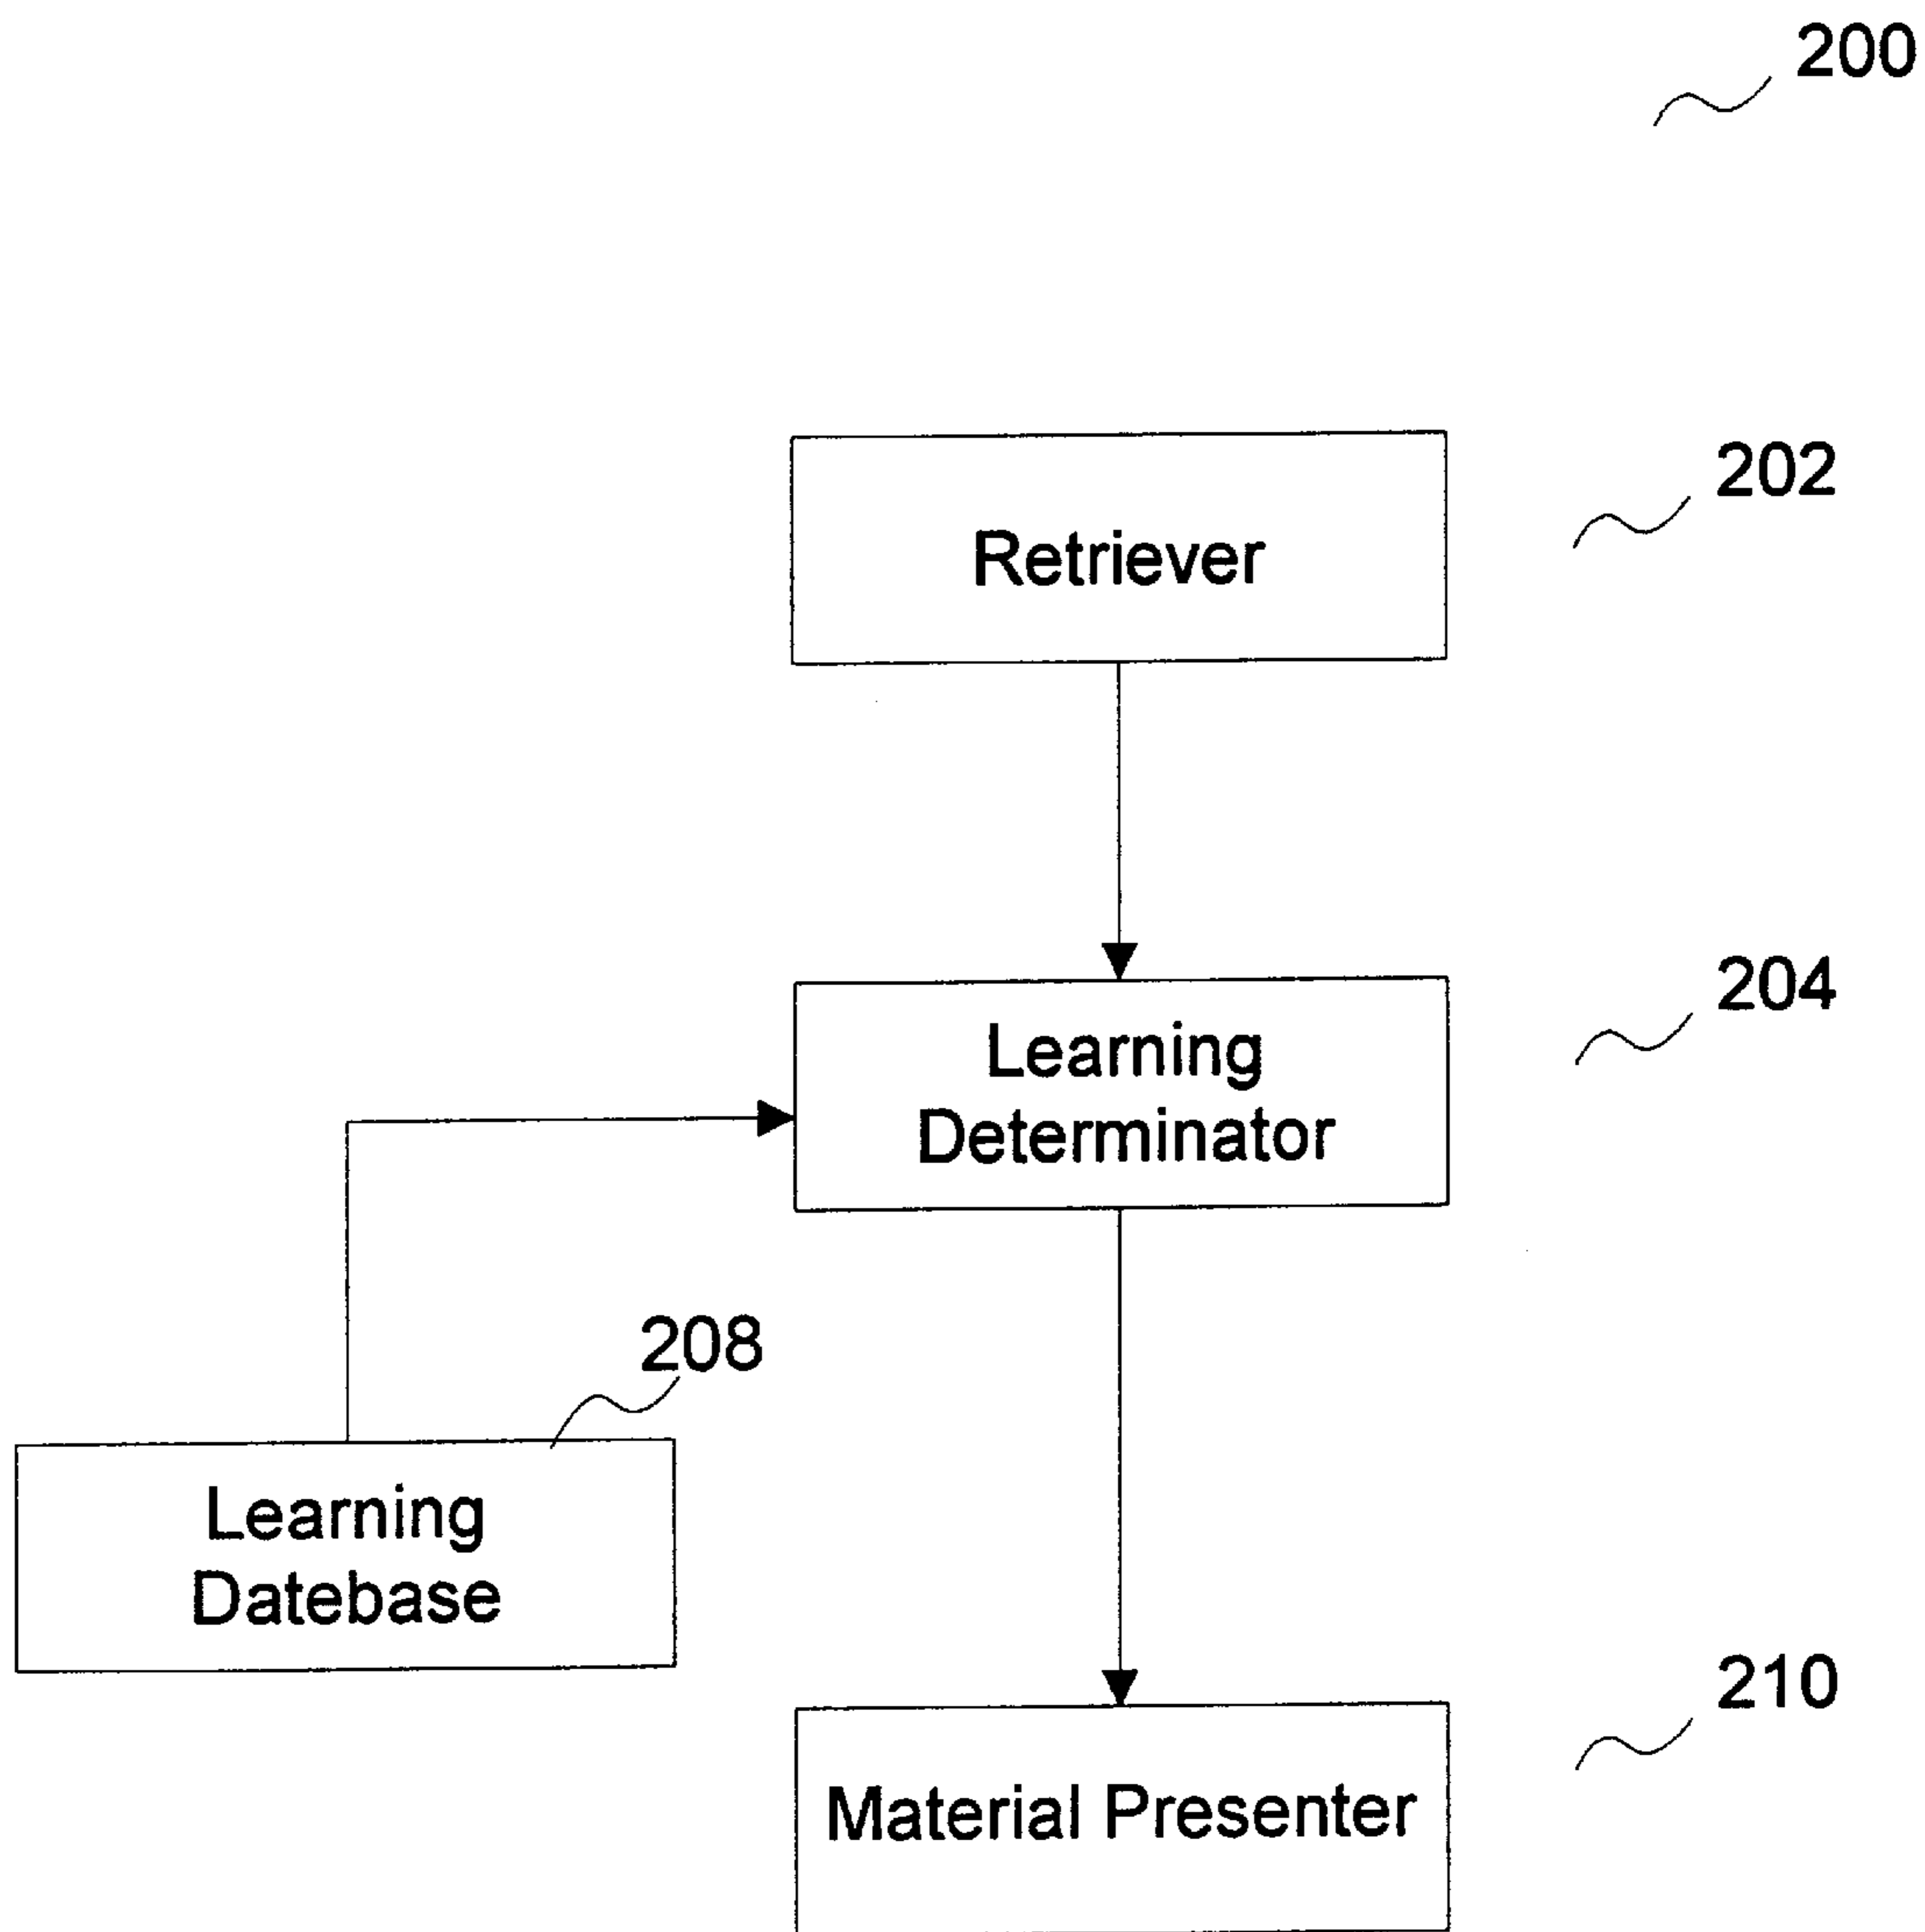 200
202
Retriever
204
Learning
Determinator
208
Learning
Datebase
210
Material Presenter